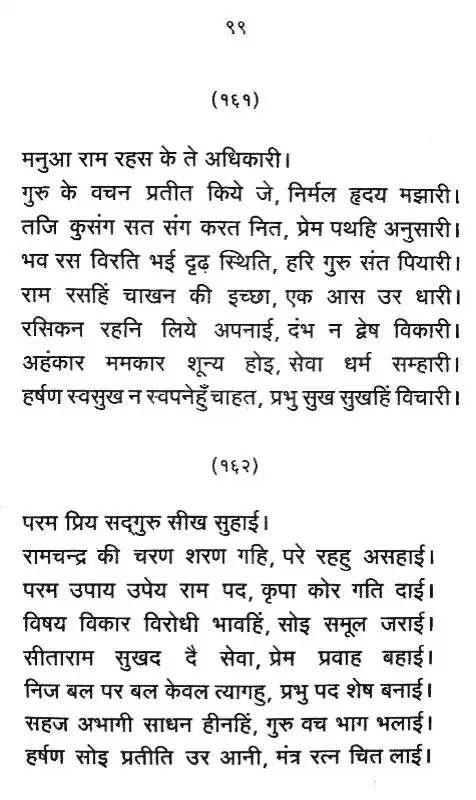 ९९
(१६१)
मनुआ राम रहस के ते अधिकारी।
गुरु के वचन प्रतीत किये जे, निर्मल हृदय मझारी।
तजि कुसंग सत संग करत नित, प्रेम पथहि अनुसारी।
भव रस विरति भई दृढ़ स्थिति, हरि गुरु संत पियारी।
राम रसहिं चाखन की इच्छा, एक आस उर धारी।
रसिकन रहनि लिये अपनाई, दंभ न द्वेष विकारी।
अहंकार ममकार शून्य होइ, सेवा धर्म सम्हारी।
हर्षण स्वसुख न स्वपनेहुँ चाहत, प्रभु सुख सुखहिं विचारी।
(१६२)
परम प्रिय सद्गुरु सीख सुहाई।
रामचन्द्र की चरण शरण गहि, परे रहहु असहाई।
परम उपाय उपेय राम पद, कृपा कोर गति दाई।
विषय विकार विरोधी भावहिं, सोइ समूल जराई।
सीताराम सुखद दै सेवा, प्रेम प्रवाह बहाई।
निज बल पर बल केवल त्यागहु, प्रभु पद शेष बनाई।
सहज अभागी साधन हीनहिं, गुरु वच भाग भलाई।
हर्षण सोइ प्रतीति उर आनी, मंत्र रत्न चित लाई।